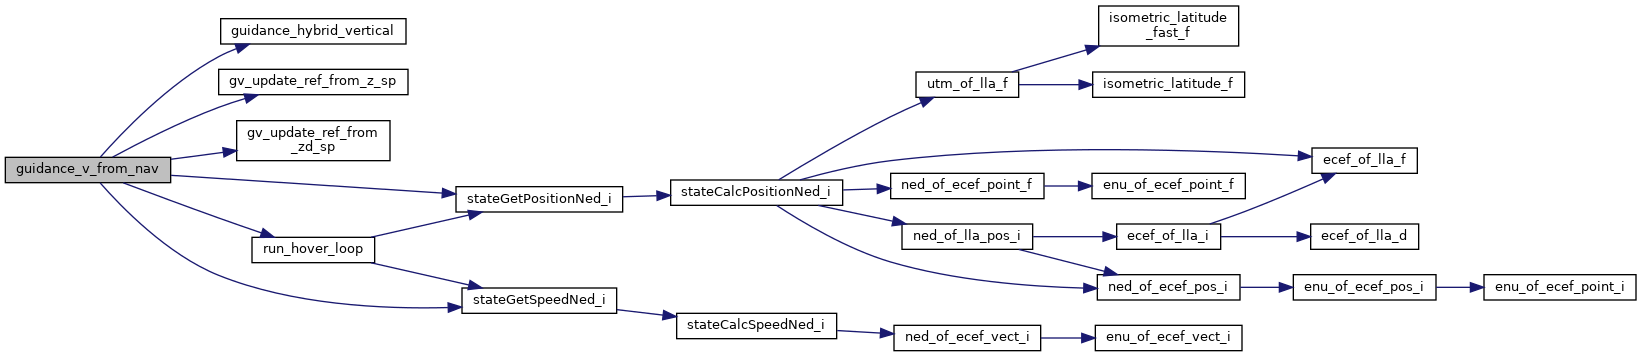 guidance_v_from_nav
guidance_hybrid_vertical
gv_update_ref_from_z_sp
gv_update_ref_from
_zd_sp
run_hover_loop
stateGetPositionNed_i
stateGetSpeedNed_i
stateCalcPositionNed_i
stateCalcSpeedNed_i
utm_of_lla_f
ned_of_ecef_point_f
ned_of_lla_pos_i
ned_of_ecef_vect_i
isometric_latitude
_fast_f
isometric_latitude_f
enu_of_ecef_point_f
ecef_of_lla_i
ned_of_ecef_pos_i
enu_of_ecef_vect_i
ecef_of_lla_f
ecef_of_lla_d
enu_of_ecef_pos_i
enu_of_ecef_point_i